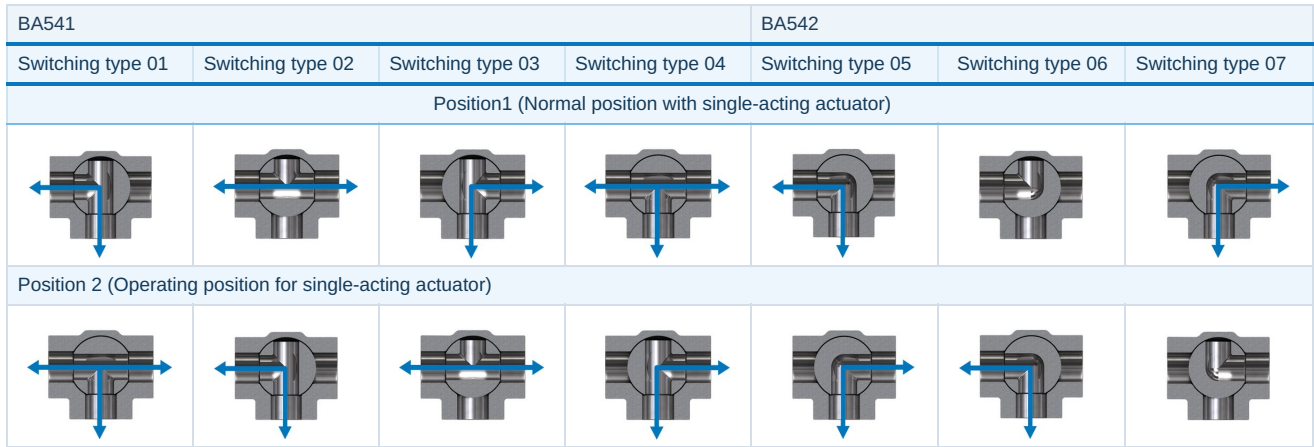 BA541 BA542
Switching type 01 Switching type 02 Switching type 03 Switching type 04 Switching type 05 Switching type 06 Switching type 07
Position1 (Normal position with single-acting actuator)
Position 2 (Operating position for single-acting actuator)